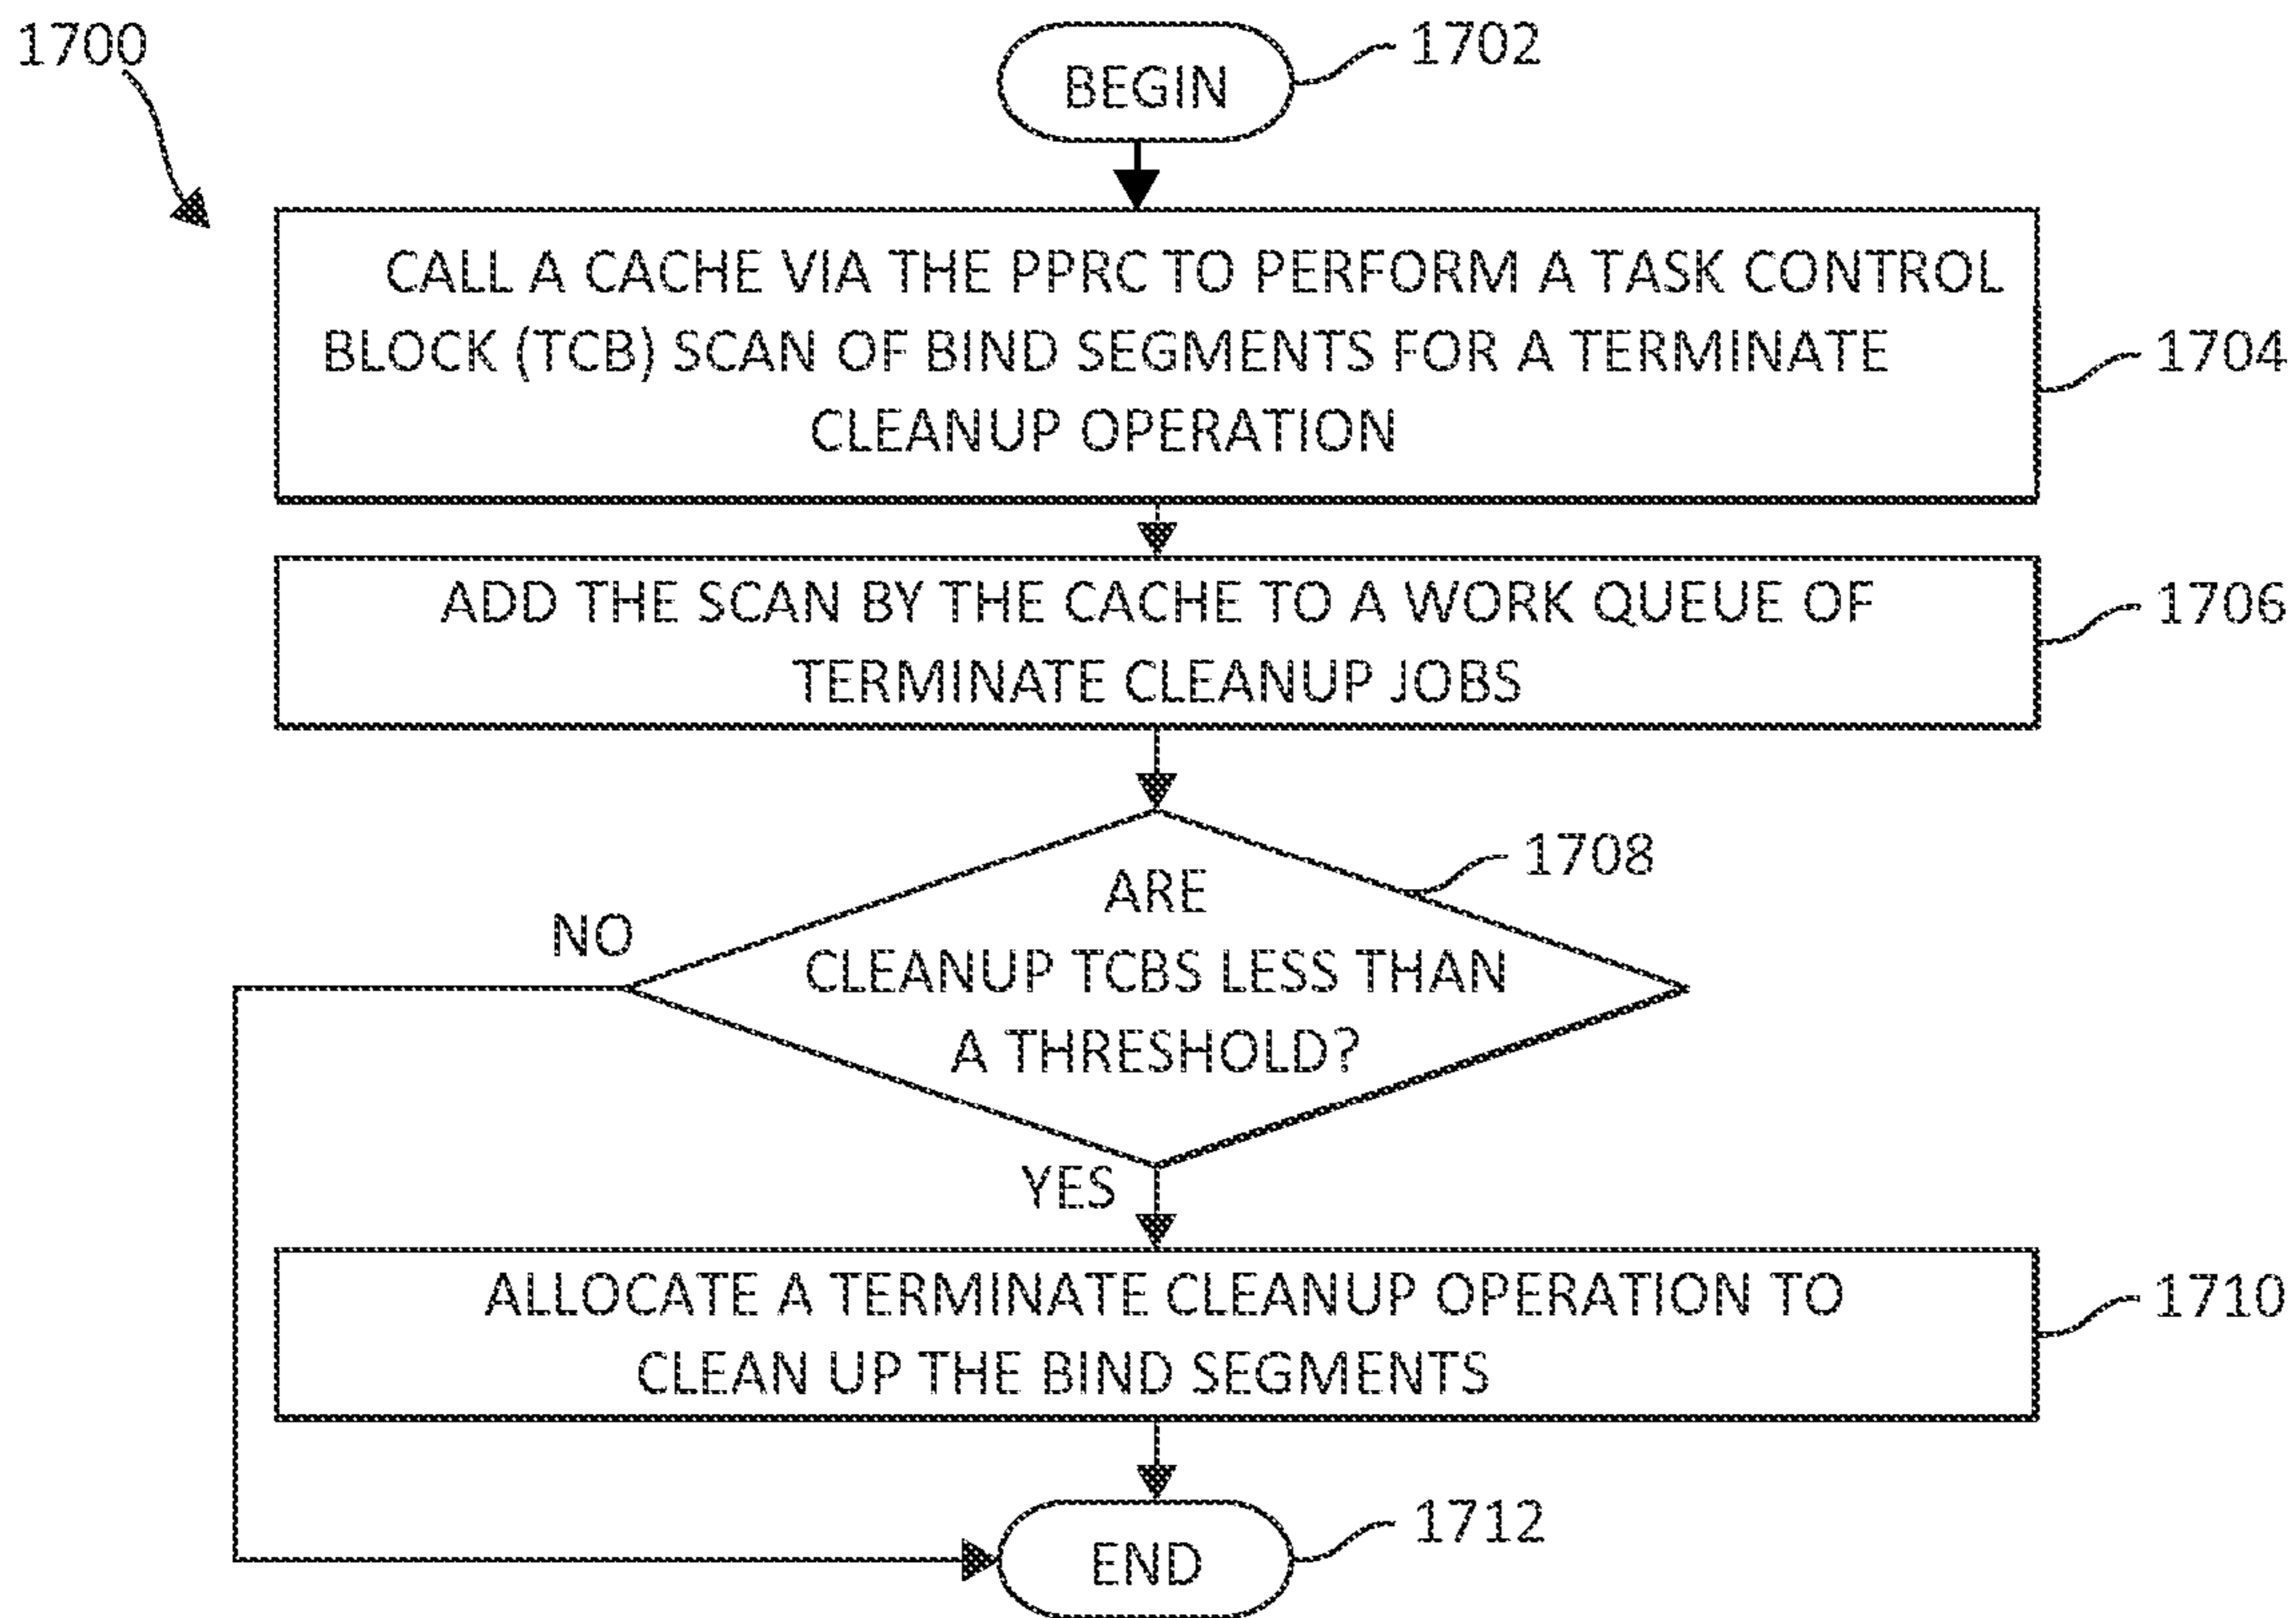 1700
BEGIN
1702
CALL A CACHE VIA THE PPRC TO PERFORM A TASK CONTROL
BLOCK (TCB) SCAN OF BIND SEGMENTS FOR A TERMINATE
CLEANUP OPERATION
1704
ADD THE SCAN BY THE CACHE TO A WORK QUEUE OF
TERMINATE CLEANUP JOBS
1706
1708
ARE
CLEANUP TCBS LESS THAN
A THRESHOLD?
NO
YES
ALLOCATE A TERMINATE CLEANUP OPERATION TO
CLEAN UP THE BIND SEGMENTS
1710
END
1712